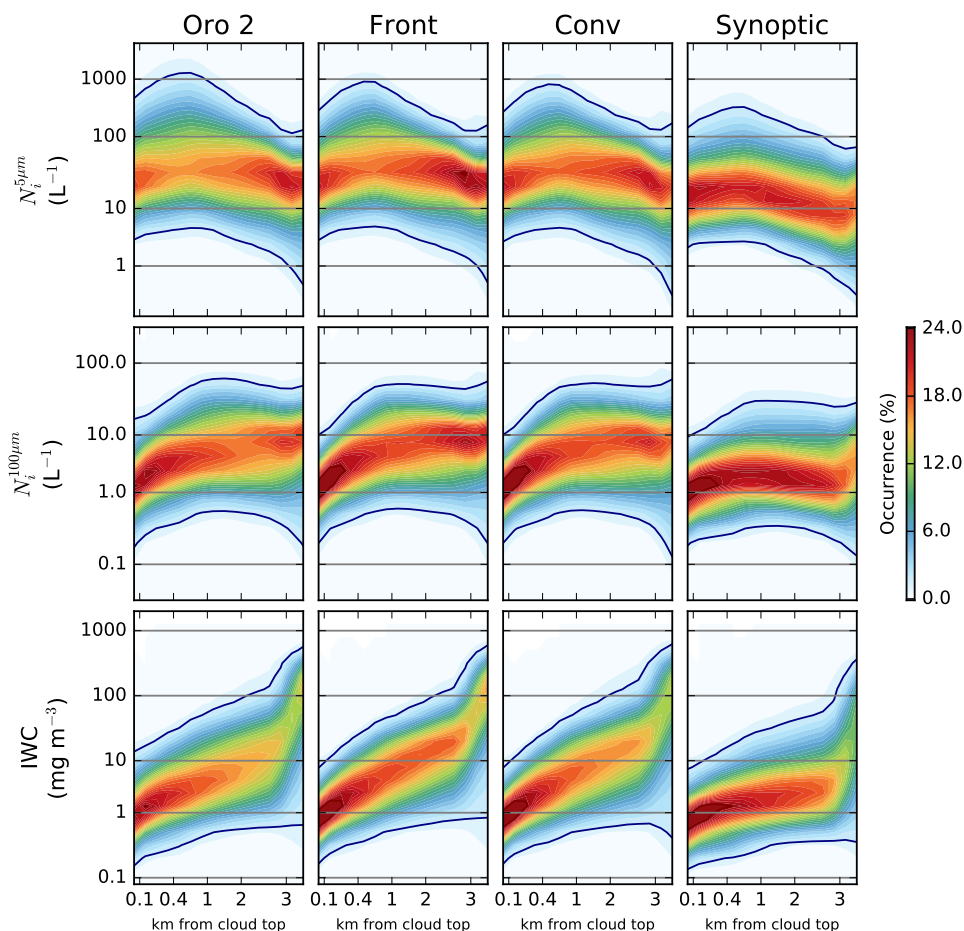 Oro 2 Front Conv Synoptic
1000
100
10
1
N_i^{5μm}
(L^{−1})
100.0
10.0
1.0
0.1
N_i^{100μm}
(L^{−1})
24.0
18.0
12.0
6.0
0.0
Occurrence (%)
1000
100
10
1
0.1
IWC
(mg m^{−3})
0.1 0.4 1 2 3 0.1 0.4 1 2 3 0.1 0.4 1 2 3 0.1 0.4 1 2 3
km from cloud top km from cloud top km from cloud top km from cloud top